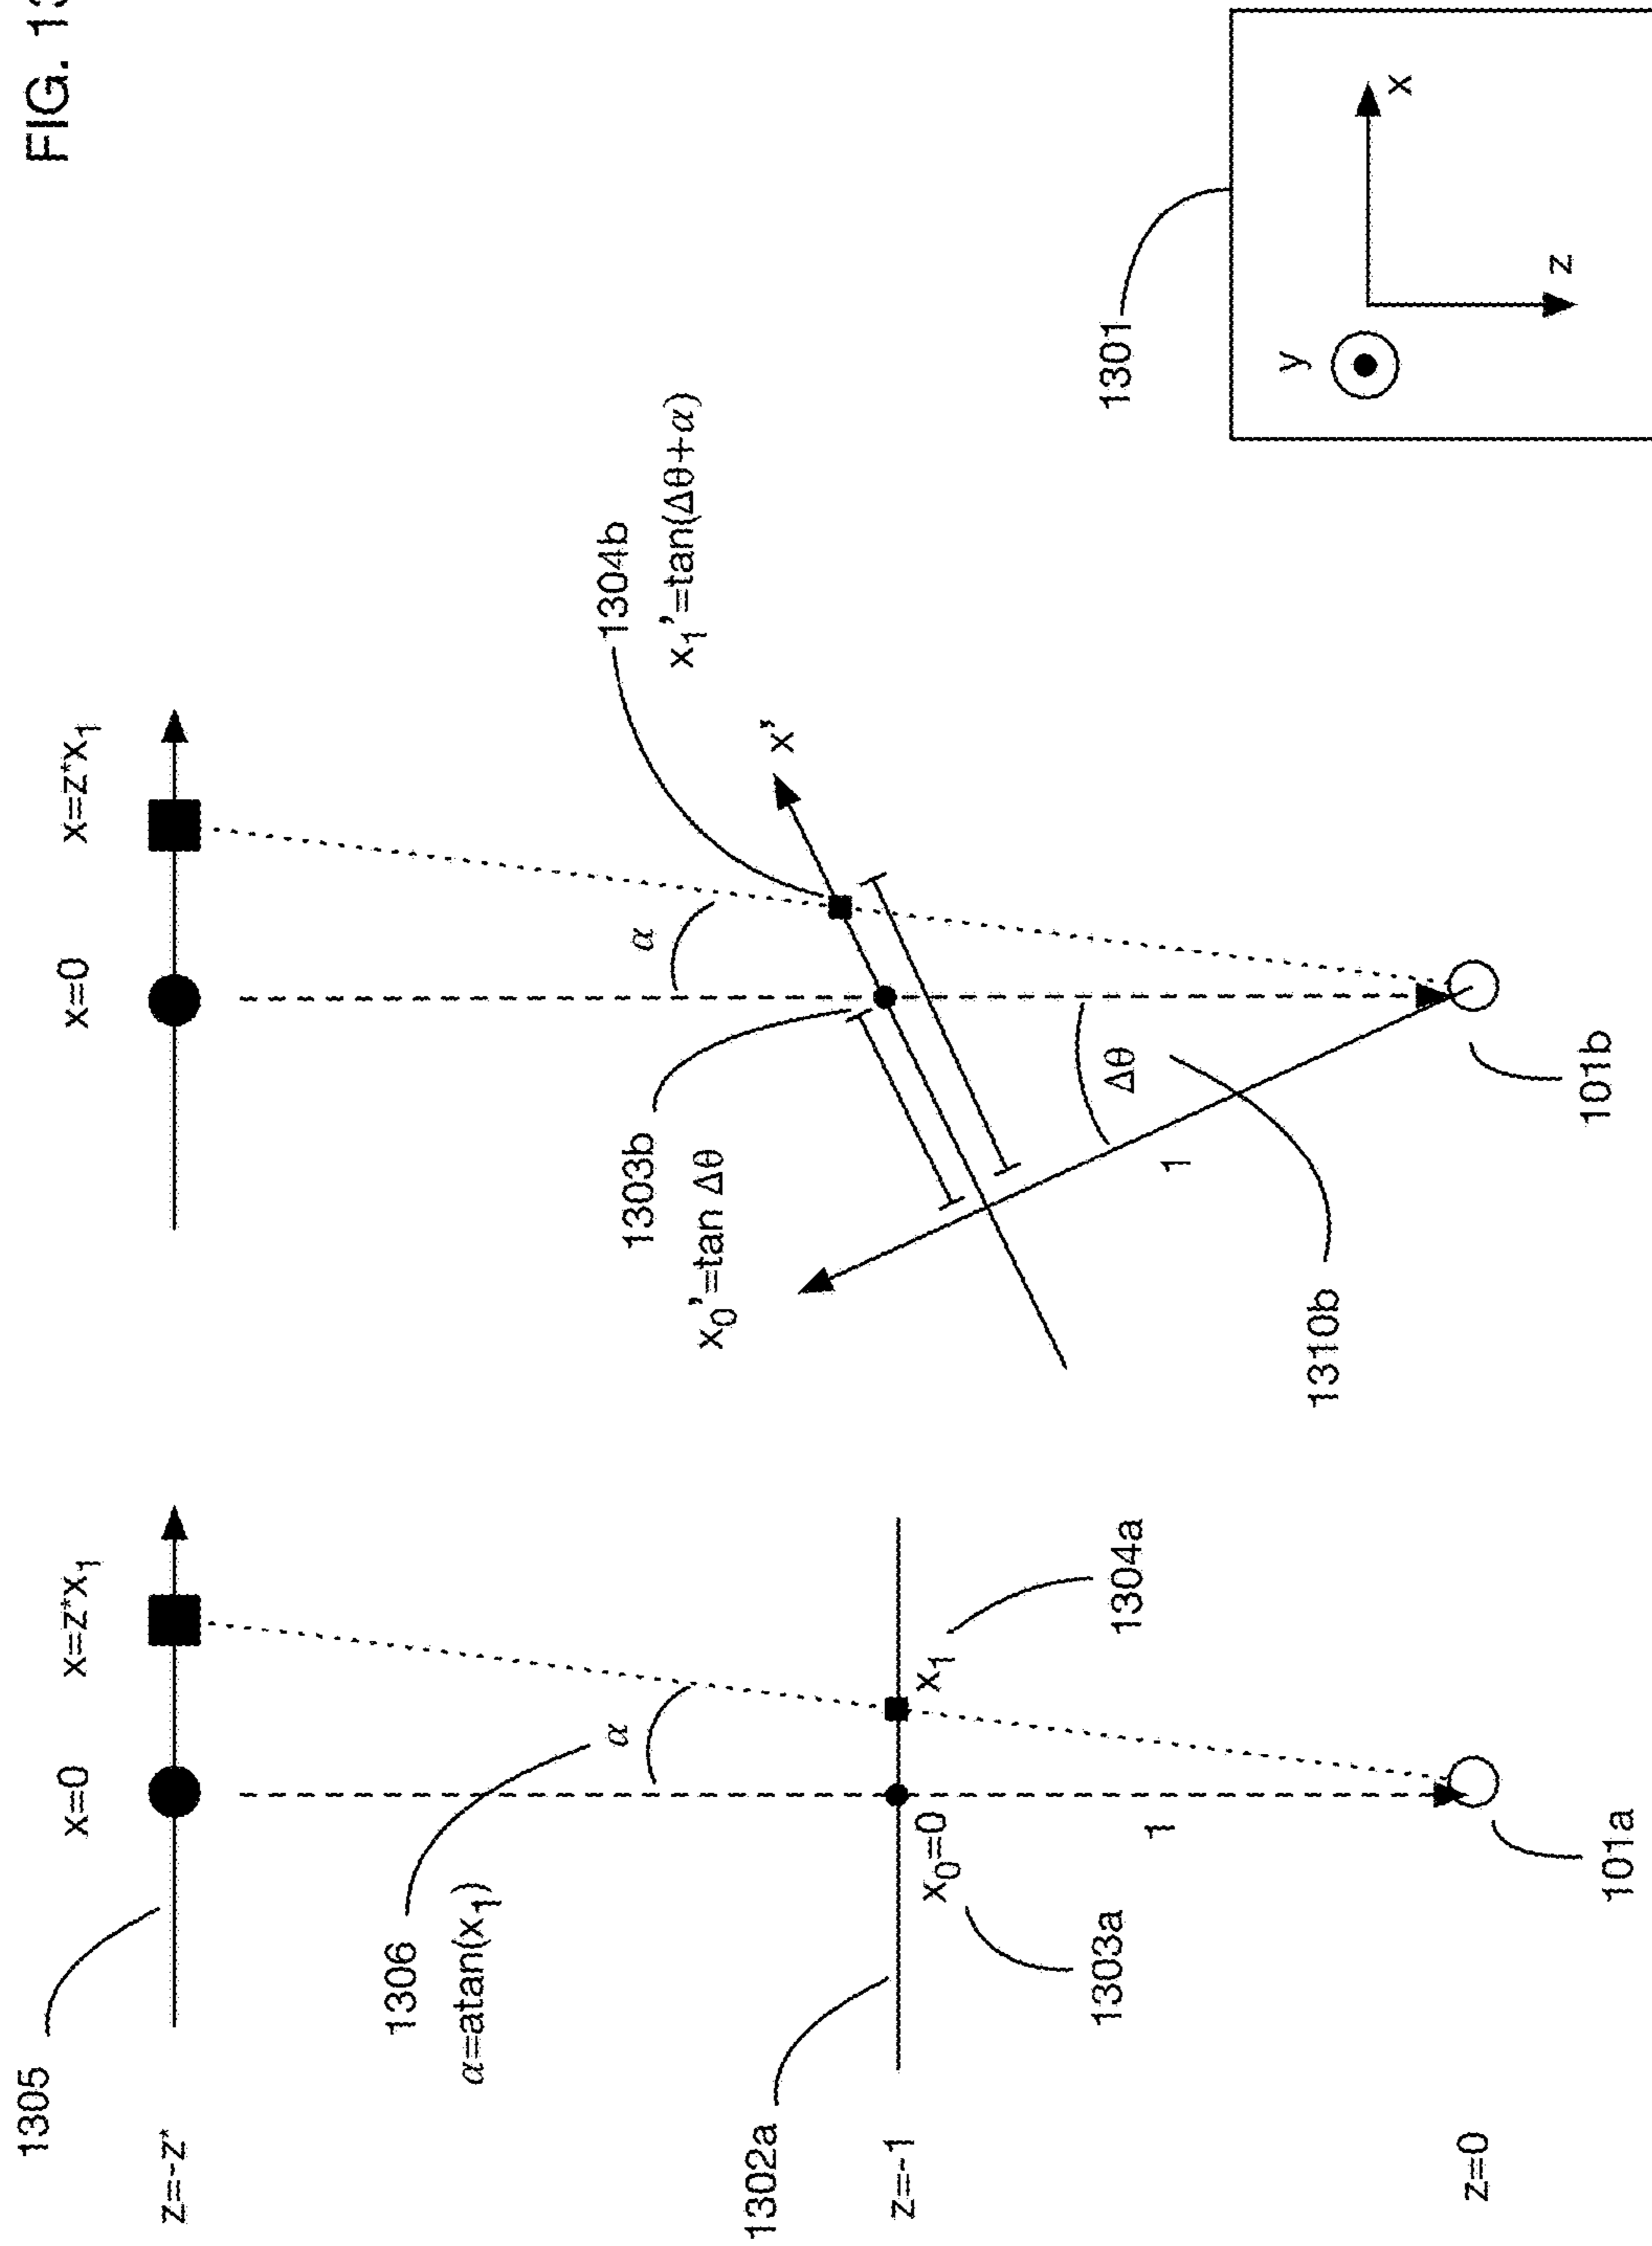 FIG. 13
1305
x=0 x=z*x₁ x=0 x=z*x₁
z=-z*
1306
α=atan(x₁)
α
1302a
z=-1
x₀=0
x₁
1303a
1304a
1
z=0
101a
1304b
x₁'=tan(Δθ+α)
α
1303b
x₀'=tan Δθ
x'
Δθ
1
1310b
101b
1301
y
x
z